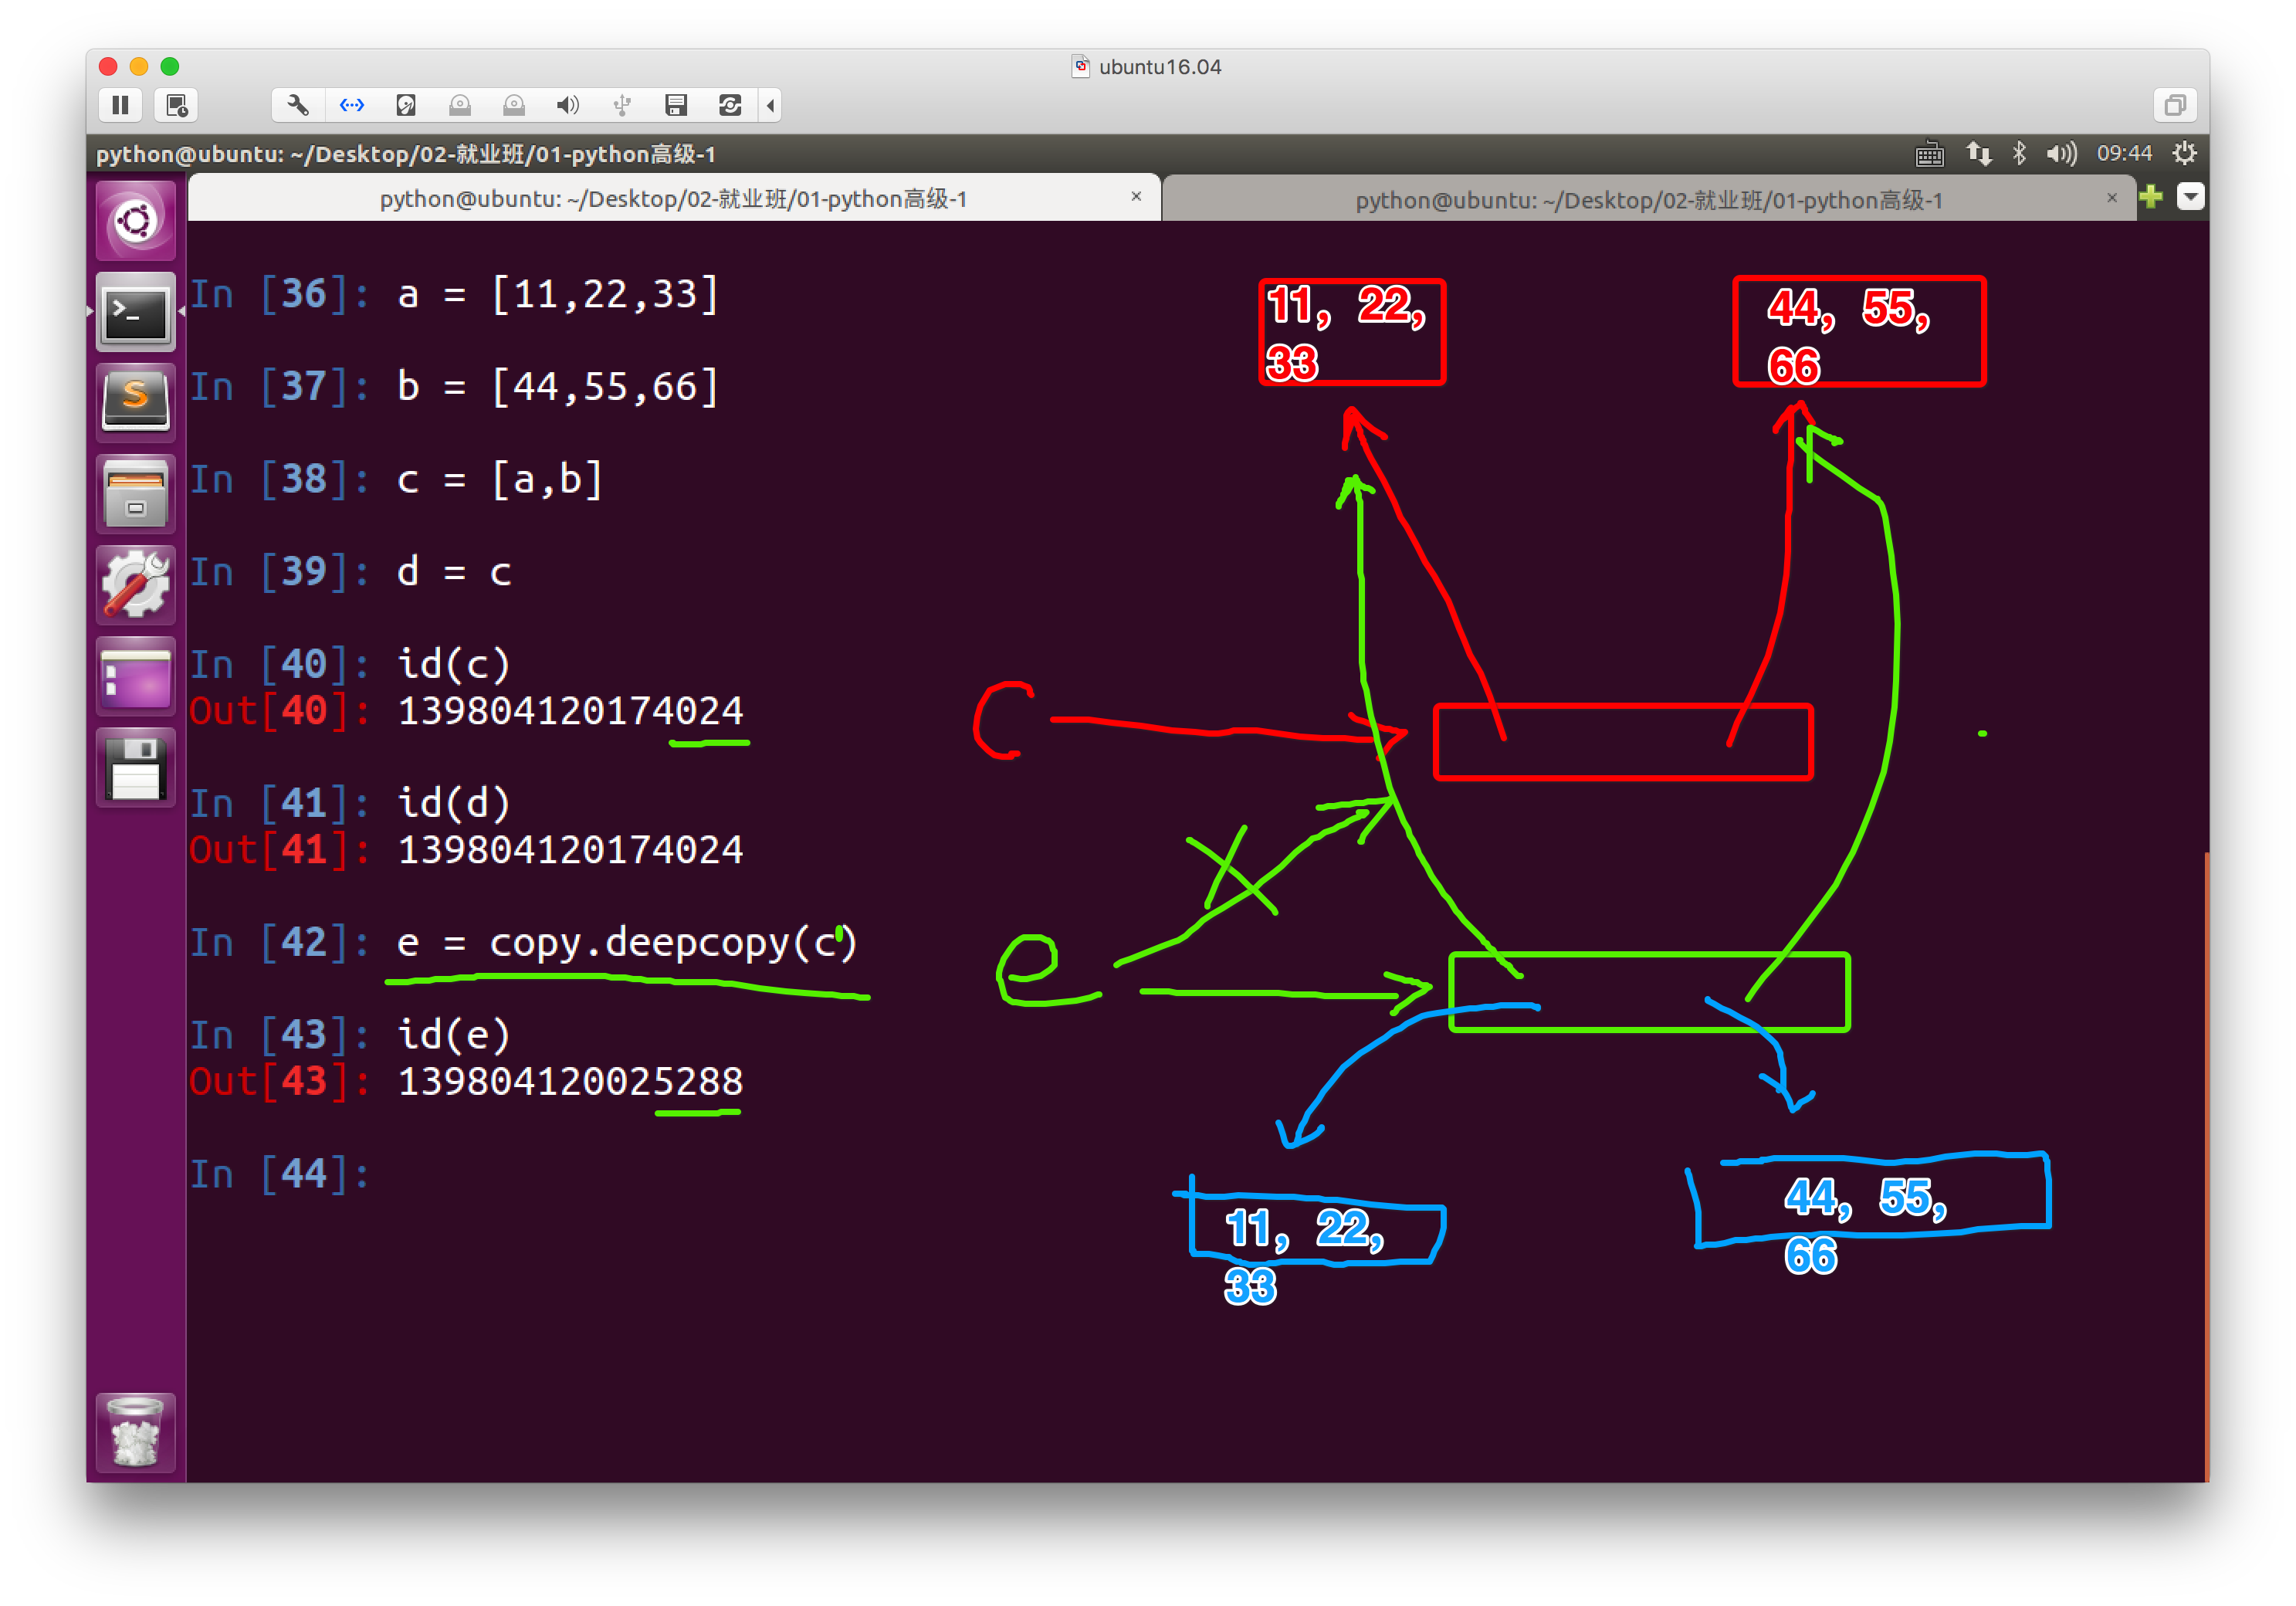 ubuntu16.04
python@ubuntu: ~/Desktop/02-就业班/01-python高级-1
09:44
python@ubuntu: ~/Desktop/02-就业班/01-python高级-1 ×
python@ubuntu: ~/Desktop/02-就业班/01-python高级-1 ×
In [36]: a = [11,22,33]
In [37]: b = [44,55,66]
In [38]: c = [a,b]
In [39]: d = c
In [40]: id(c)
Out[40]: 139804120174024
In [41]: id(d)
Out[41]: 139804120174024
In [42]: e = copy.deepcopy(c)
In [43]: id(e)
Out[43]: 139804120025288
In [44]:
11，22，
33
44，55，
66
C
e
11，22，
33
44，55，
66